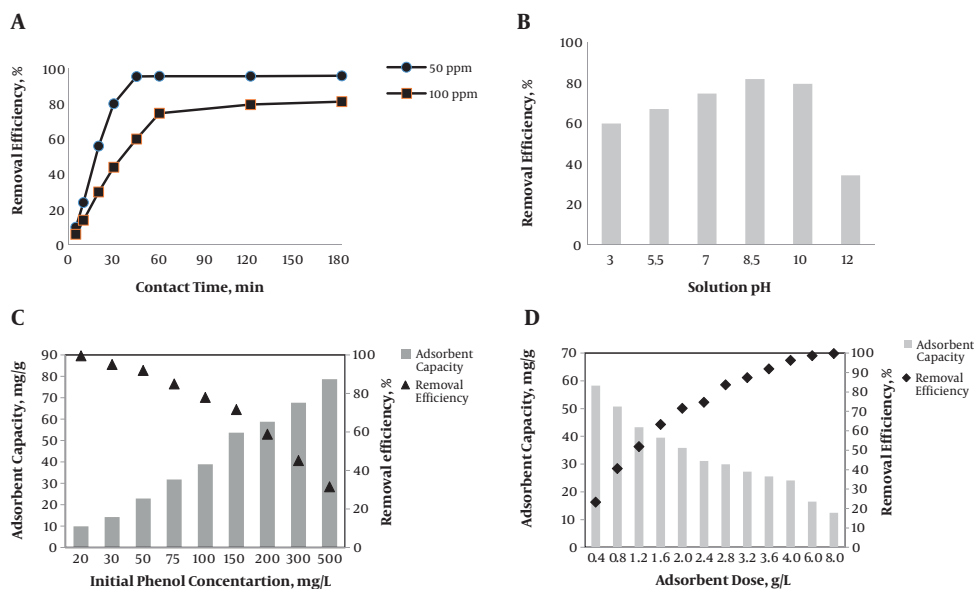 A
Removal Efficiency, %
100
80
60
40
20
0
0 30 60 90 120 150 180
Contact Time, min
50 ppm
100 ppm
B
Removal Efficiency, %
100
80
60
40
20
0
3 5.5 7 8.5 10 12
Solution pH
C
Adsorbent Capacity, mg/g
90
80
70
60
50
40
30
20
10
0
20 30 50 75 100 150 200 300 500
Initial Phenol Concentartion, mg/L
100
80
60
40
20
0
Removal efficiency, %
Adsorbent
Capacity
Removal
Efficiency
D
Adsorbent Capacity, mg/g
70
60
50
40
30
20
10
0
0.4 0.8 1.2 1.6 2.0 2.4 2.8 3.2 3.6 4.0 6.0 8.0
Adsorbent Dose, g/L
100
90
80
70
60
50
40
30
20
10
0
Removal Efficiency, %
Adsorbent
Capacity
Removal
Efficiency